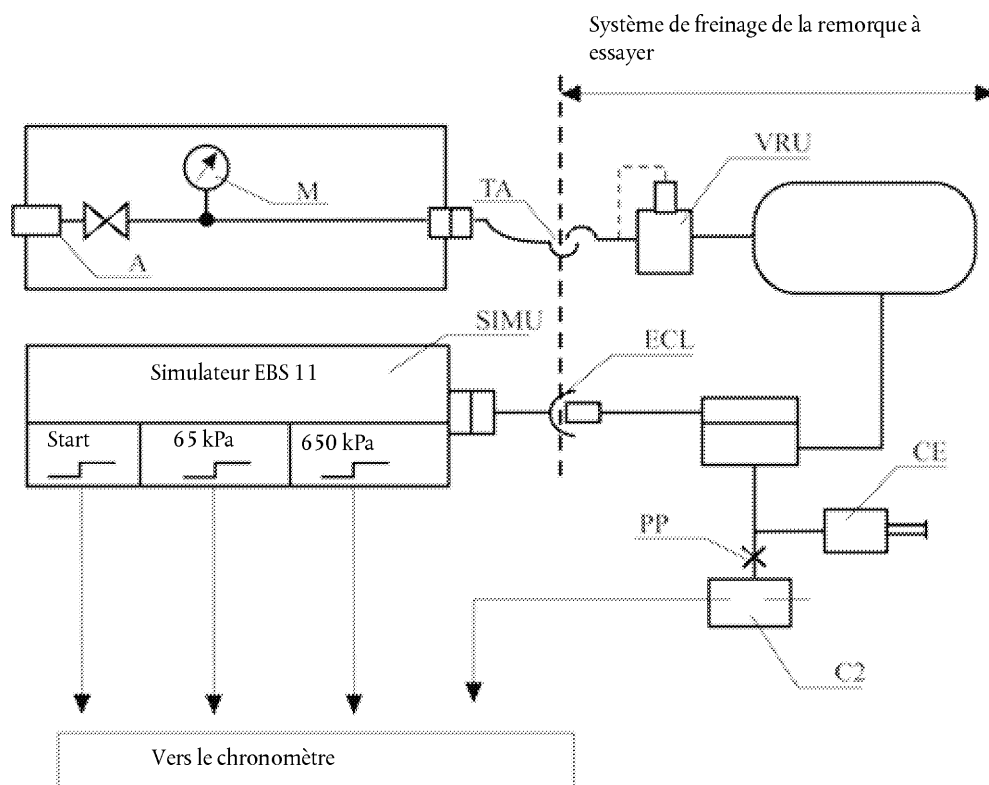 Système de freinage de la remorque à
essayer
VRU
M
TA
A
SIMU
ECL
Simulateur EBS 11
Start
65 kPa
650 kPa
CE
PP
C2
Vers le chronomètre